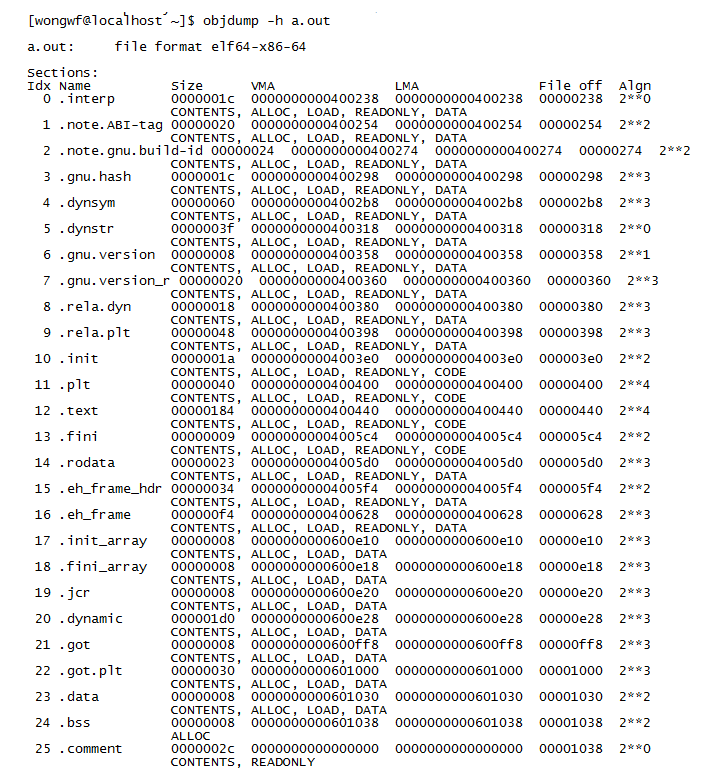 [wongwf@localhost ~]$ objdump -h a.out
a.out:     file format elf64-x86-64
Sections:
Idx Name          Size      VMA               LMA               File off  Algn
  0 .interp       0000001c  0000000000400238  0000000000400238  00000238  2**0
                  CONTENTS, ALLOC, LOAD, READONLY, DATA
  1 .note.ABI-tag 00000020  0000000000400254  0000000000400254  00000254  2**2
                  CONTENTS, ALLOC, LOAD, READONLY, DATA
  2 .note.gnu.build-id 00000024  0000000000400274  0000000000400274  00000274  2**2
                  CONTENTS, ALLOC, LOAD, READONLY, DATA
  3 .gnu.hash     0000001c  0000000000400298  0000000000400298  00000298  2**3
                  CONTENTS, ALLOC, LOAD, READONLY, DATA
  4 .dynsym       00000060  00000000004002b8  00000000004002b8  000002b8  2**3
                  CONTENTS, ALLOC, LOAD, READONLY, DATA
  5 .dynstr       0000003f  0000000000400318  0000000000400318  00000318  2**0
                  CONTENTS, ALLOC, LOAD, READONLY, DATA
  6 .gnu.version  00000008  0000000000400358  0000000000400358  00000358  2**1
                  CONTENTS, ALLOC, LOAD, READONLY, DATA
  7 .gnu.version_r 00000020  0000000000400360  0000000000400360  00000360  2**3
                  CONTENTS, ALLOC, LOAD, READONLY, DATA
  8 .rela.dyn     00000018  0000000000400380  0000000000400380  00000380  2**3
                  CONTENTS, ALLOC, LOAD, READONLY, DATA
  9 .rela.plt     00000048  0000000000400398  0000000000400398  00000398  2**3
                  CONTENTS, ALLOC, LOAD, READONLY, DATA
 10 .init         0000001a  00000000004003e0  00000000004003e0  000003e0  2**2
                  CONTENTS, ALLOC, LOAD, READONLY, CODE
 11 .plt          00000040  0000000000400400  0000000000400400  00000400  2**4
                  CONTENTS, ALLOC, LOAD, READONLY, CODE
 12 .text         00000184  0000000000400440  0000000000400440  00000440  2**4
                  CONTENTS, ALLOC, LOAD, READONLY, CODE
 13 .fini         00000009  00000000004005c4  00000000004005c4  000005c4  2**2
                  CONTENTS, ALLOC, LOAD, READONLY, CODE
 14 .rodata       00000023  00000000004005d0  00000000004005d0  000005d0  2**3
                  CONTENTS, ALLOC, LOAD, READONLY, DATA
 15 .eh_frame_hdr 00000034  00000000004005f4  00000000004005f4  000005f4  2**2
                  CONTENTS, ALLOC, LOAD, READONLY, DATA
 16 .eh_frame     000000f4  0000000000400628  0000000000400628  00000628  2**3
                  CONTENTS, ALLOC, LOAD, READONLY, DATA
 17 .init_array   00000008  0000000000600e10  0000000000600e10  00000e10  2**3
                  CONTENTS, ALLOC, LOAD, DATA
 18 .fini_array   00000008  0000000000600e18  0000000000600e18  00000e18  2**3
                  CONTENTS, ALLOC, LOAD, DATA
 19 .jcr          00000008  0000000000600e20  0000000000600e20  00000e20  2**3
                  CONTENTS, ALLOC, LOAD, DATA
 20 .dynamic      000001d0  0000000000600e28  0000000000600e28  00000e28  2**3
                  CONTENTS, ALLOC, LOAD, DATA
 21 .got          00000008  0000000000600ff8  0000000000600ff8  00000ff8  2**3
                  CONTENTS, ALLOC, LOAD, DATA
 22 .got.plt      00000030  0000000000601000  0000000000601000  00001000  2**3
                  CONTENTS, ALLOC, LOAD, DATA
 23 .data         00000008  0000000000601030  0000000000601030  00001030  2**2
                  CONTENTS, ALLOC, LOAD, DATA
 24 .bss          00000008  0000000000601038  0000000000601038  00001038  2**2
                  ALLOC
 25 .comment      0000002c  0000000000000000  0000000000000000  00001038  2**0
                  CONTENTS, READONLY